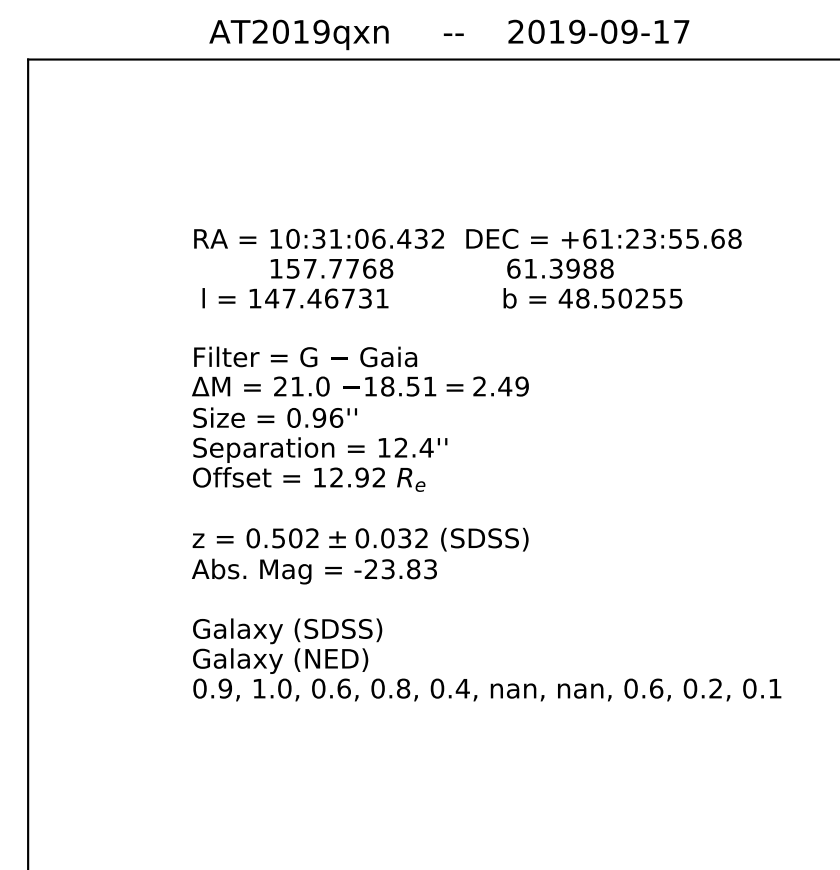 AT2019qxn -- 2019-09-17
RA = 10:31:06.432 DEC = +61:23:55.68
157.7768 61.3988
l = 147.46731 b = 48.50255
Filter = G − Gaia
ΔM = 21.0 −18.51 = 2.49
Size = 0.96''
Separation = 12.4''
Offset = 12.92 Rₑ
z = 0.502 ± 0.032 (SDSS)
Abs. Mag = -23.83
Galaxy (SDSS)
Galaxy (NED)
0.9, 1.0, 0.6, 0.8, 0.4, nan, nan, 0.6, 0.2, 0.1